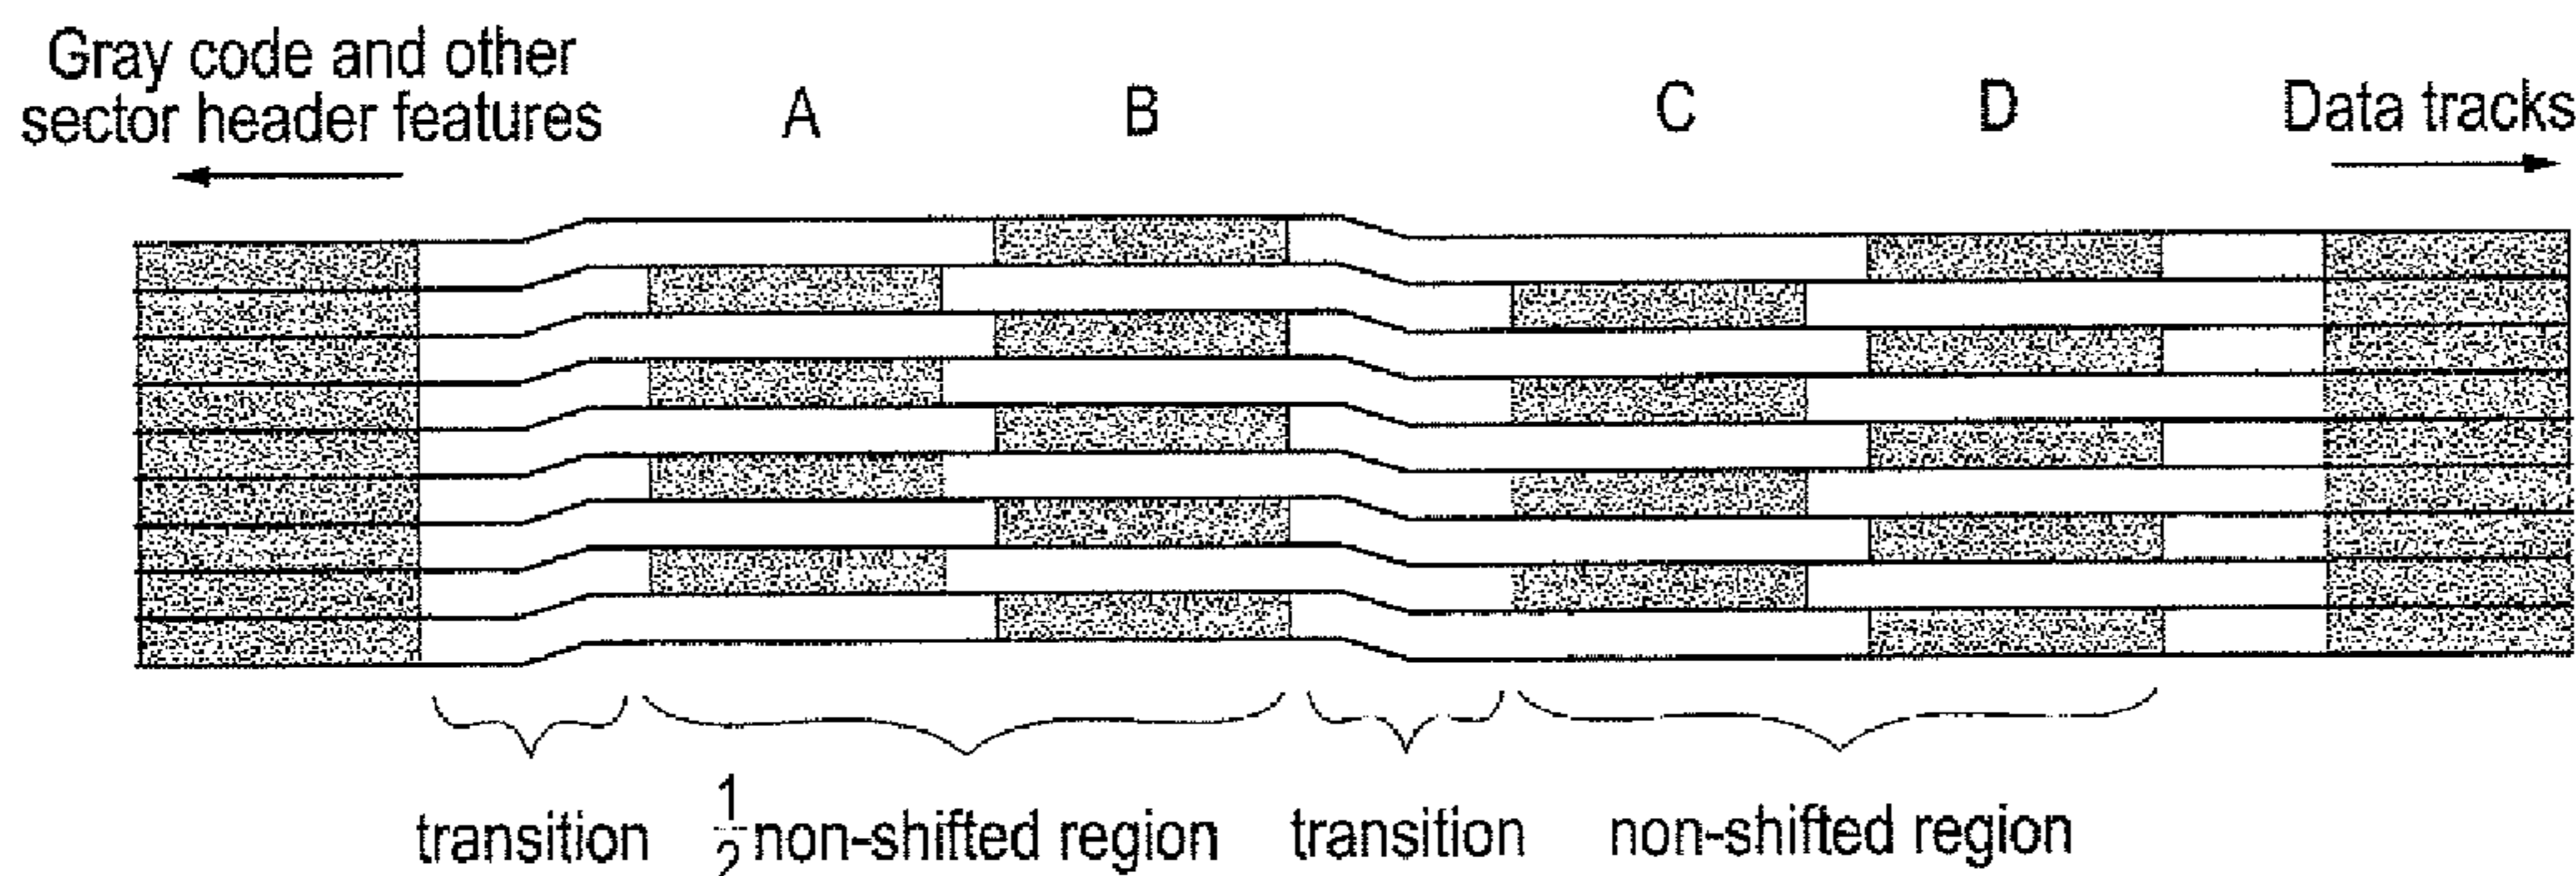 Gray code and other
sector header features
A
B
C
D
Data tracks
transition
1/2 non-shifted region
transition
non-shifted region